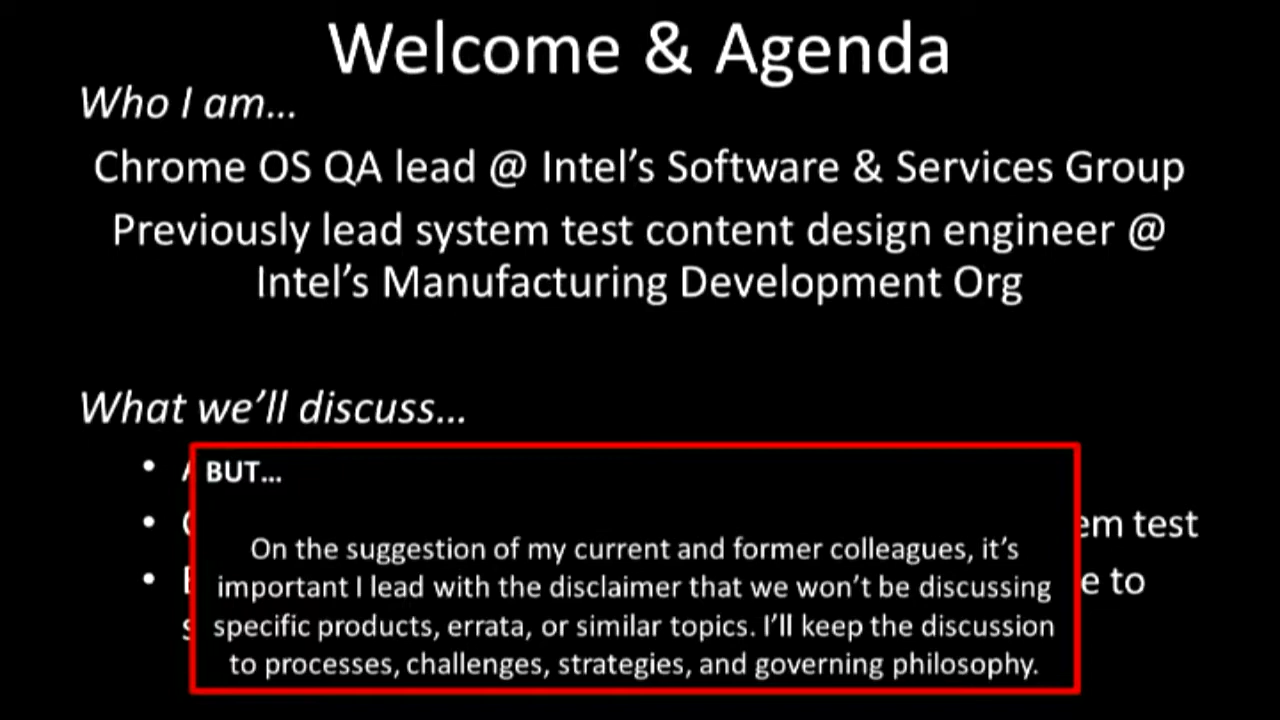 Welcome & Agenda
Who I am...
Chrome OS QA lead @ Intel's Software & Services Group
Previously lead system test content design engineer @
Intel's Manufacturing Development Org
What we'll discuss...
BUT...
On the suggestion of my current and former colleagues, it's
important I lead with the disclaimer that we won't be discussing
specific products, errata, or similar topics. I'll keep the discussion
to processes, challenges, strategies, and governing philosophy.
test
to